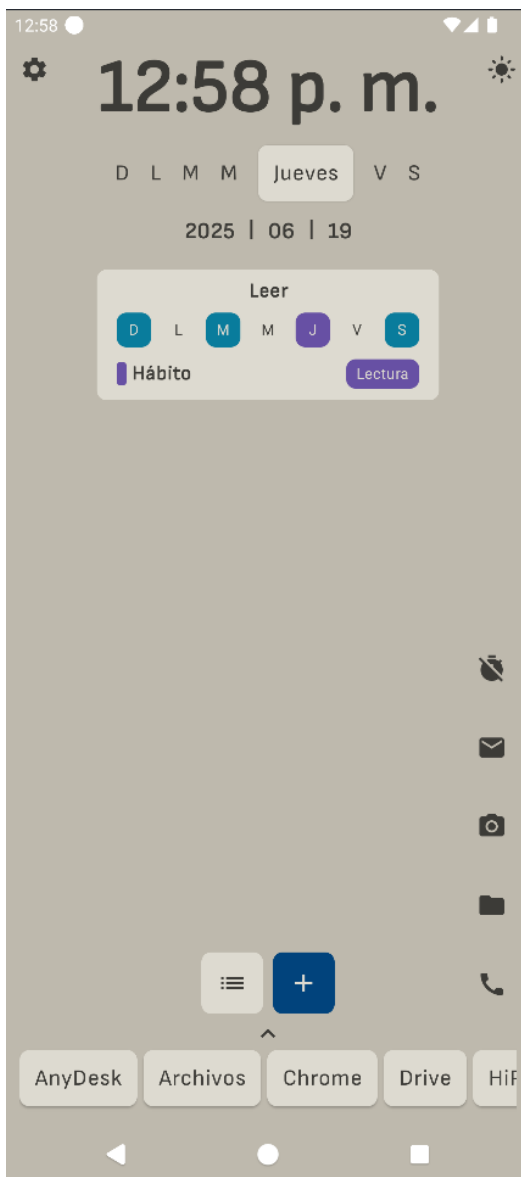 12:58
12:58 p. m.
D L M M Jueves V S
2025 | 06 | 19
Leer
D L M M J V S
Hábito Lectura
AnyDesk Archivos Chrome Drive